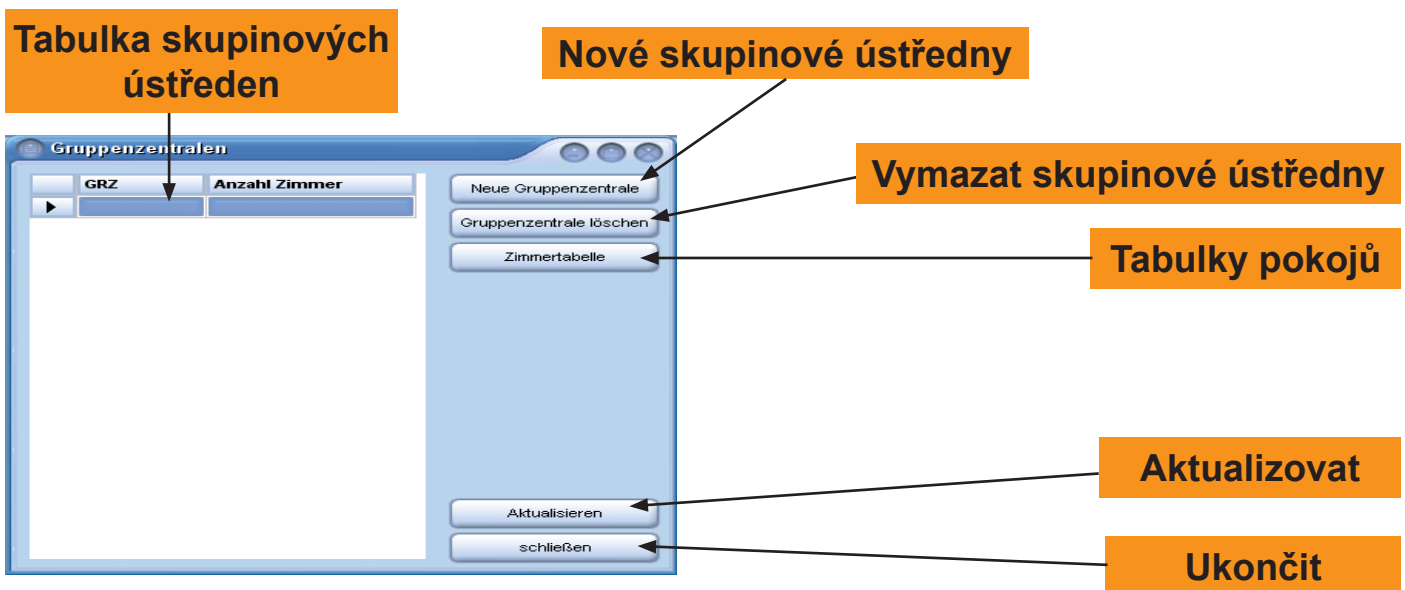 Tabulka skupinových
ústředen
Nové skupinové ústředny
Gruppenzentralen
GRZ Anzahl Zimmer
Neue Gruppenzentrale
Vymazat skupinové ústředny
Gruppenzentrale löschen
Zimmertabelle
Tabulky pokojů
Aktualizovat
Aktualisieren
schließen
Ukončit